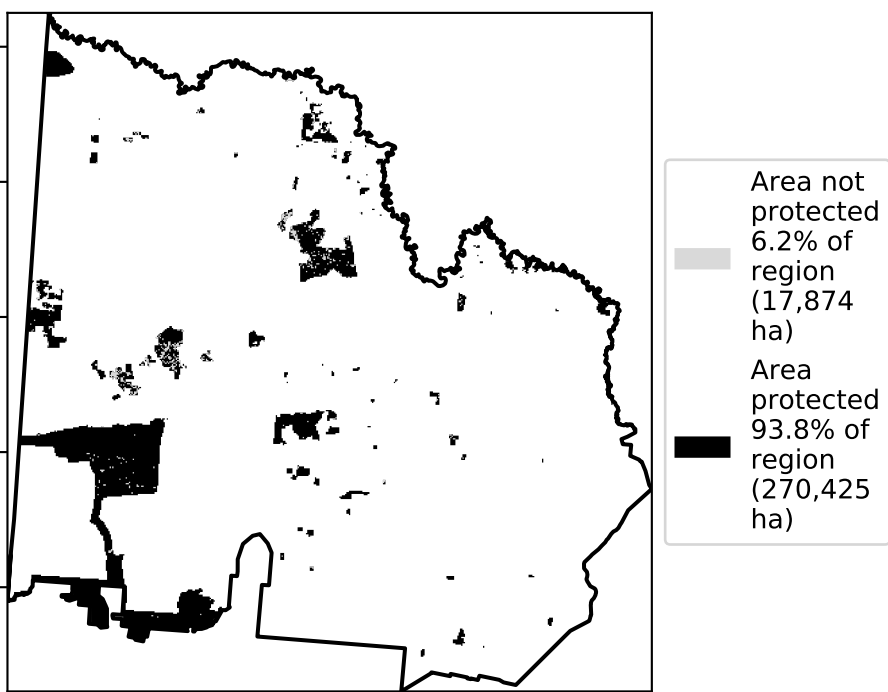 Area not
protected
6.2% of
region
(17,874
ha)
Area
protected
93.8% of
region
(270,425
ha)